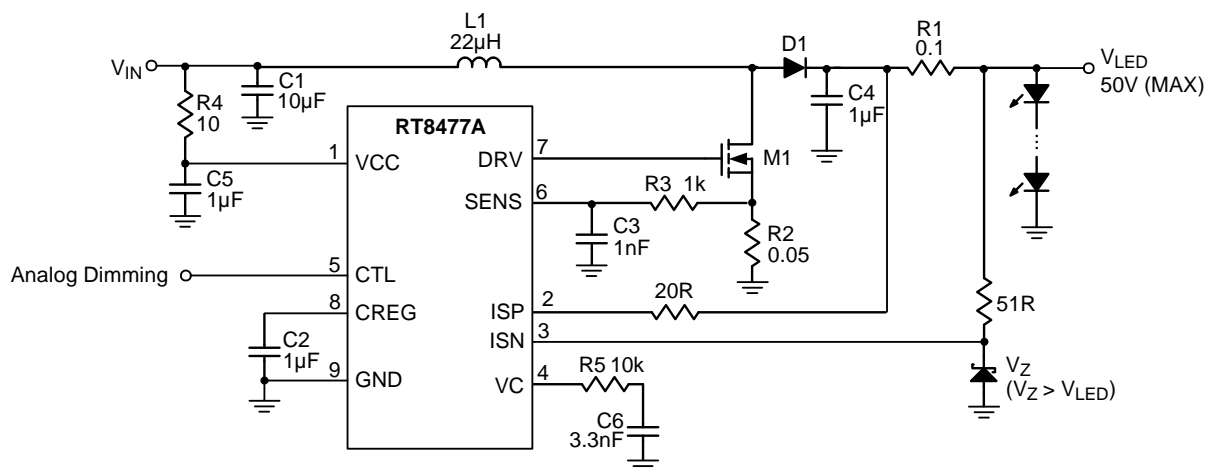 L1
22µH
VIN
C1
10µF
R4
10
D1
R1
0.1
VLED
50V (MAX)
C4
1µF
RT8477A
1
VCC
DRV
7
M1
C5
1µF
SENS
6
R3 1k
C3
1nF
R2
0.05
Analog Dimming
5
CTL
8
CREG
ISP
2
20R
51R
C2
1µF
ISN
3
9
GND
VC
4
R5 10k
VZ
(VZ > VLED)
C6
3.3nF